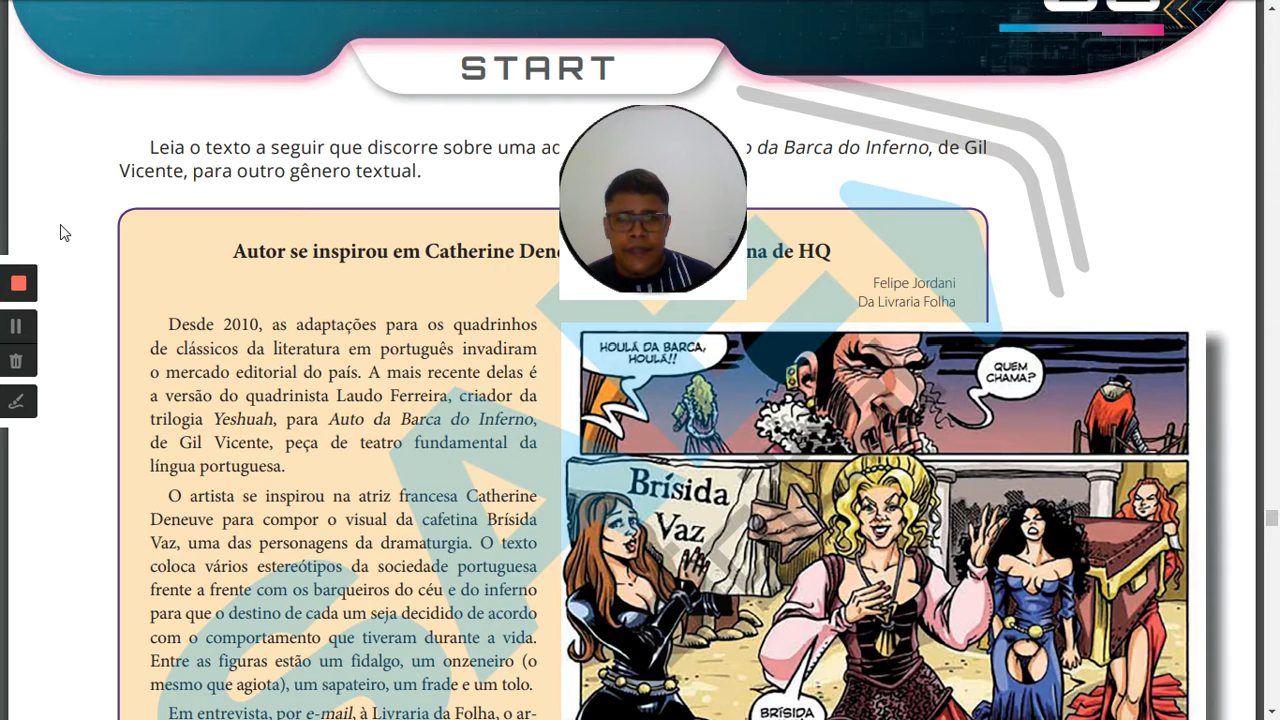 START
Leia o texto a seguir que discorre sobre uma da Barca do Inferno, de Gil
Vicente, para outro gênero textual.
Autor se inspirou em Catherine de HQ
Felipe Jordani
Da Livraria Folha
Desde 2010, as adaptações para os quadrinhos
de clássicos da literatura em português invadiram
o mercado editorial do país. A mais recente delas é
a versão do quadrinista Laudo Ferreira, criador da
trilogia Yeshuah, para Auto da Barca do Inferno,
de Gil Vicente, peça de teatro fundamental da
língua portuguesa.
O artista se inspirou na atriz francesa Catherine
Deneuve para compor o visual da cafetina Brísida
Vaz, uma das personagens da dramaturgia. O texto
coloca vários estereótipos da sociedade portuguesa
frente a frente com os barqueiros do céu e do inferno
para que o destino de cada um seja decidido de acordo
com o comportamento que tiveram durante a vida.
Entre as figuras estão um fidalgo, um onzeneiro (o
mesmo que agiota), um sapateiro, um frade e um tolo.
Em entrevista, por e-mail, à Livraria da Folha, o ar-
HOULÁ DA BARCA,
HOULÁ!!
QUEM
CHAMA?
Brísida
Vaz
BRÍSIDA